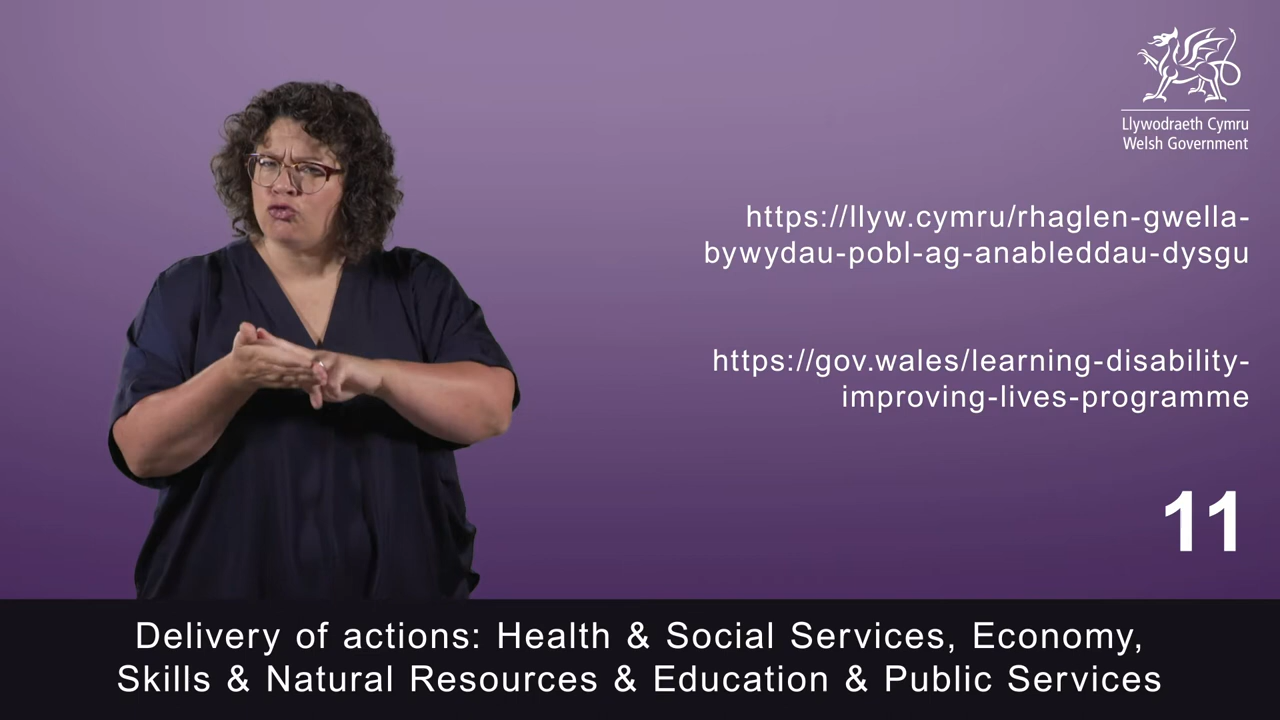 Llywodraeth Cymru
Welsh Government
https://llyw.cymru/rhaglen-gwella-
bywydau-pobl-ag-anableddau-dysgu
https://gov.wales/learning-disability-
improving-lives-programme
11
Delivery of actions: Health & Social Services, Economy,
Skills & Natural Resources & Education & Public Services